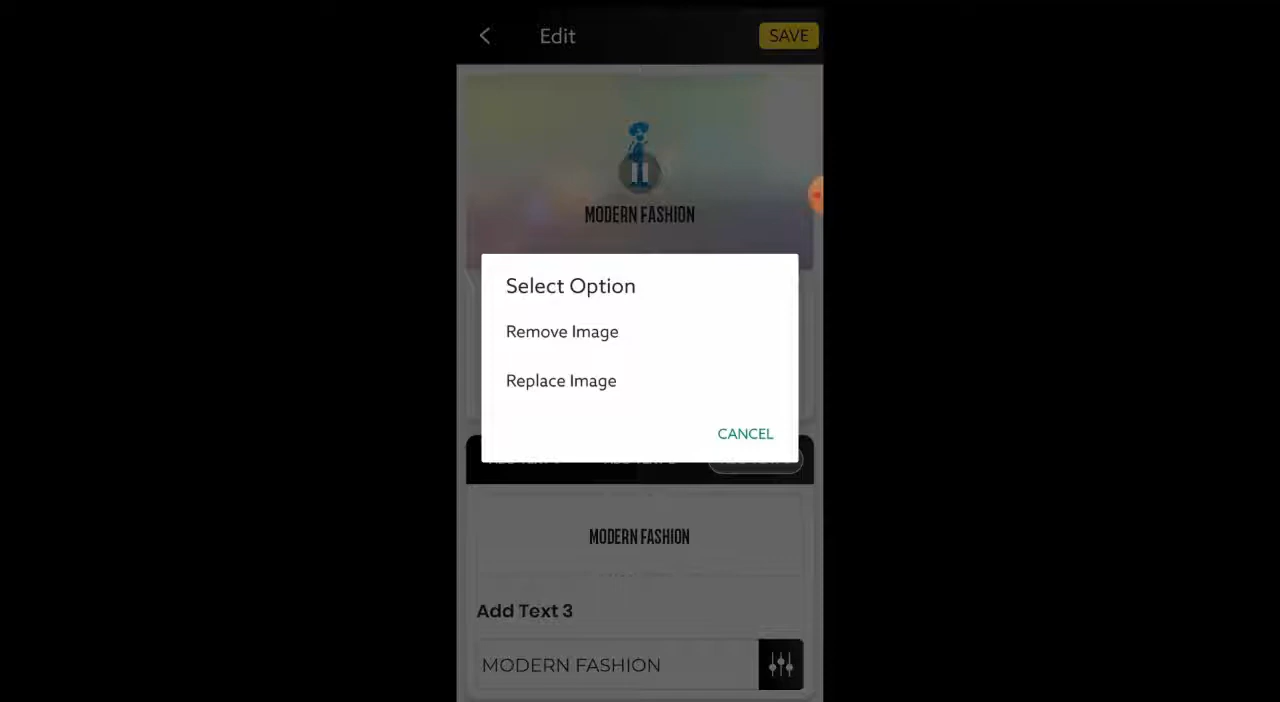 Edit
SAVE
MODERN FASHION
Select Option
Remove Image
Replace Image
CANCEL
MODERN FASHION
Add Text 3
MODERN FASHION